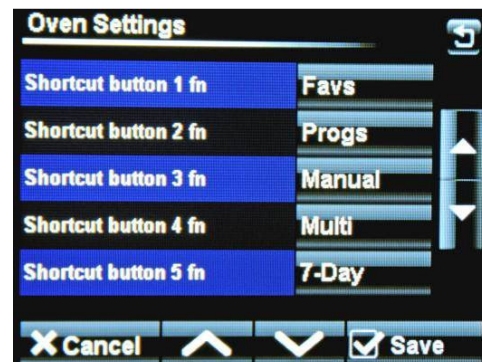 Oven Settings
Shortcut button 1 fn Favs
Shortcut button 2 fn Progs
Shortcut button 3 fn Manual
Shortcut button 4 fn Multi
Shortcut button 5 fn 7-Day
Cancel Save